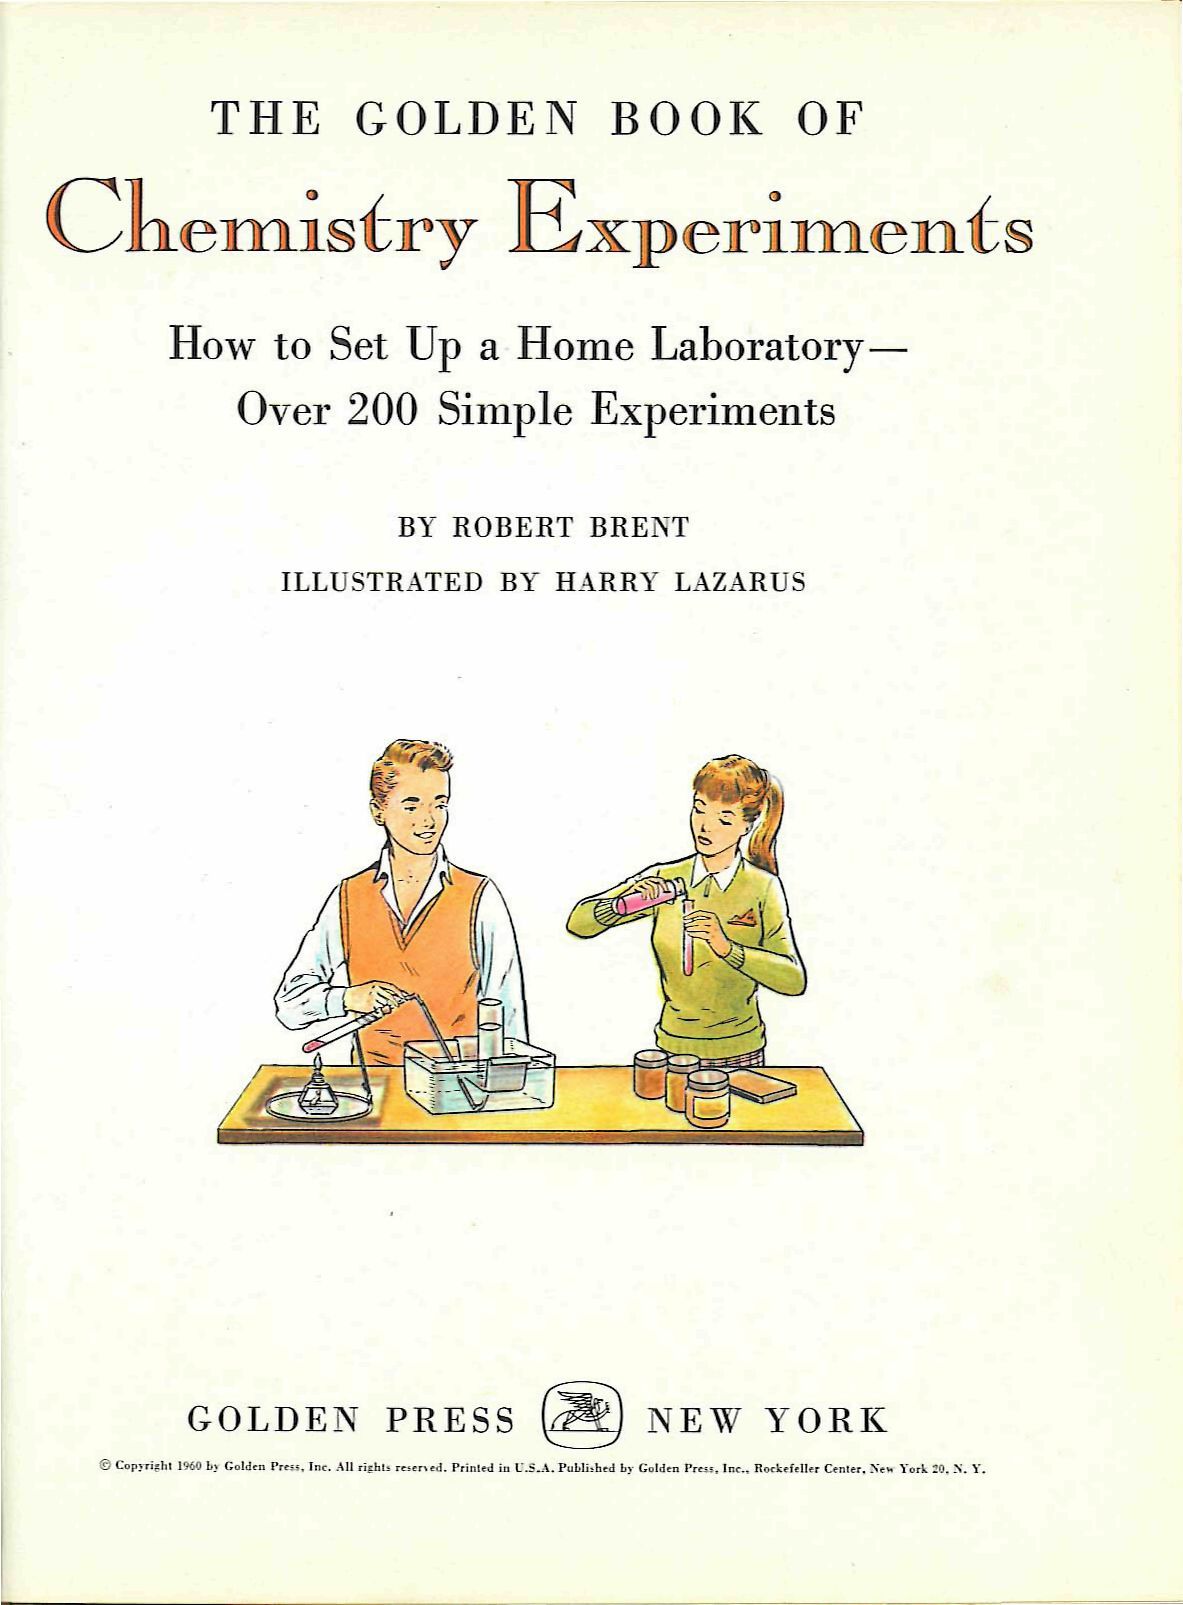 THE GOLDEN BOOK OF
Chemistry Experiments
How to Set Up a Home Laboratory—
Over 200 Simple Experiments
BY ROBERT BRENT
ILLUSTRATED BY HARRY LAZARUS
GOLDEN PRESS NEW YORK
© Copyright 1960 by Golden Press, Inc. All rights reserved. Printed in U.S.A. Published by Golden Press, Inc., Rockefeller Center, New York 20, N. Y.